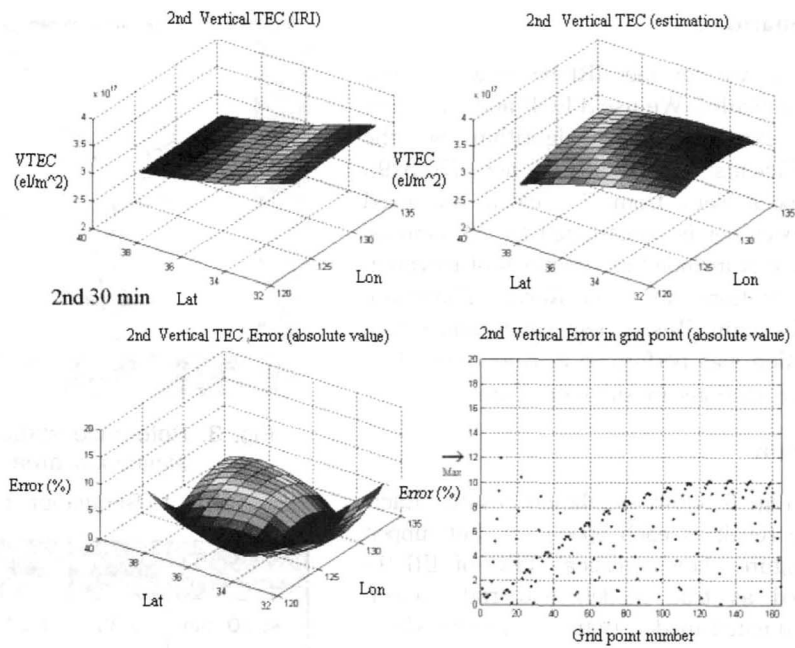 2nd Vertical TEC (IRI)
x 10^17
4
3.5
3
2.5
2
VTEC
(el/m^2)
40
38
36
34
32
Lat
120
125
130
135
Lon
2nd 30 min
2nd Vertical TEC (estimation)
x 10^17
4
3.5
3
2.5
2
VTEC
(el/m^2)
40
38
36
34
32
Lat
120
125
130
135
Lon
2nd Vertical TEC Error (absolute value)
20
15
10
5
0
Error (%)
40
38
36
34
32
Lat
120
125
130
135
Lon
2nd Vertical Error in grid point (absolute value)
20
18
16
14
12
10
8
6
4
2
0
Max
Error (%)
0
20
40
60
80
100
120
140
160
Grid point number